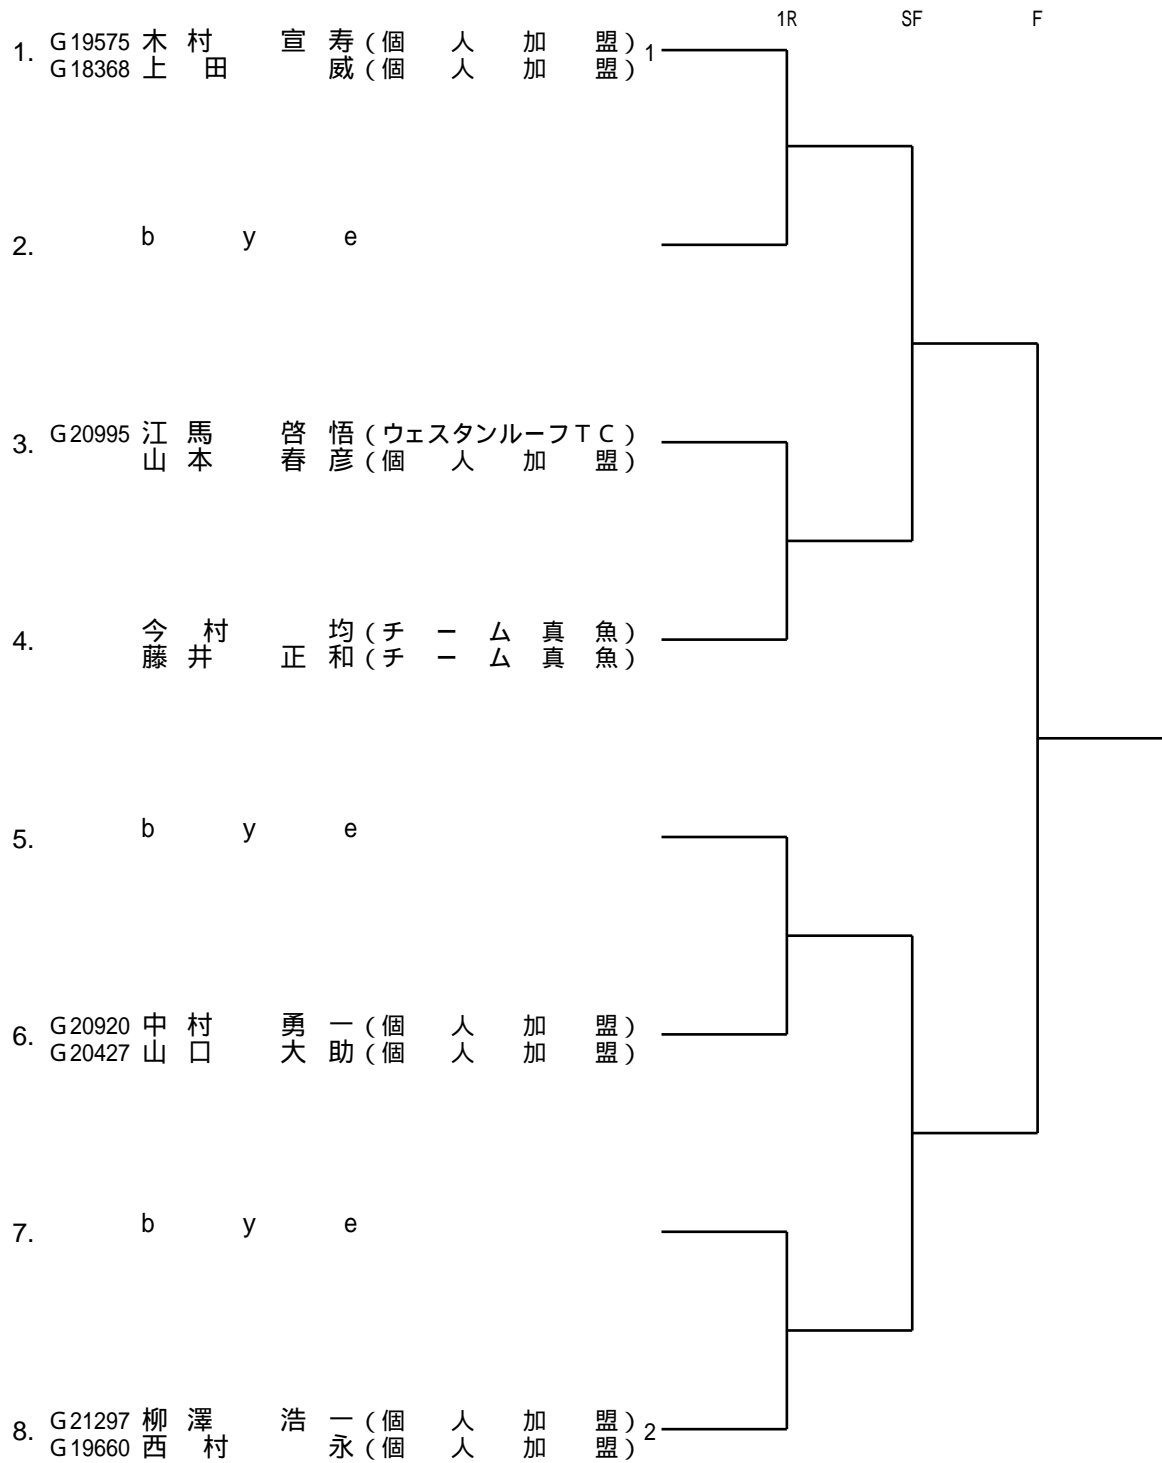 1R SF F
1. G19575 木村 宣寿(個人加盟) 1
G18368 上田 威(個人加盟)
2. bye
3. G20995 江馬 啓悟(ウェスタンルーフTC)
山本 春彦(個人加盟)
4. 今村 均(チーム真魚)
藤井 正和(チーム真魚)
5. bye
6. G20920 中村 勇一(個人加盟)
G20427 山口 大助(個人加盟)
7. bye
8. G21297 柳澤 浩一(個人加盟) 2
G19660 西村 永(個人加盟)